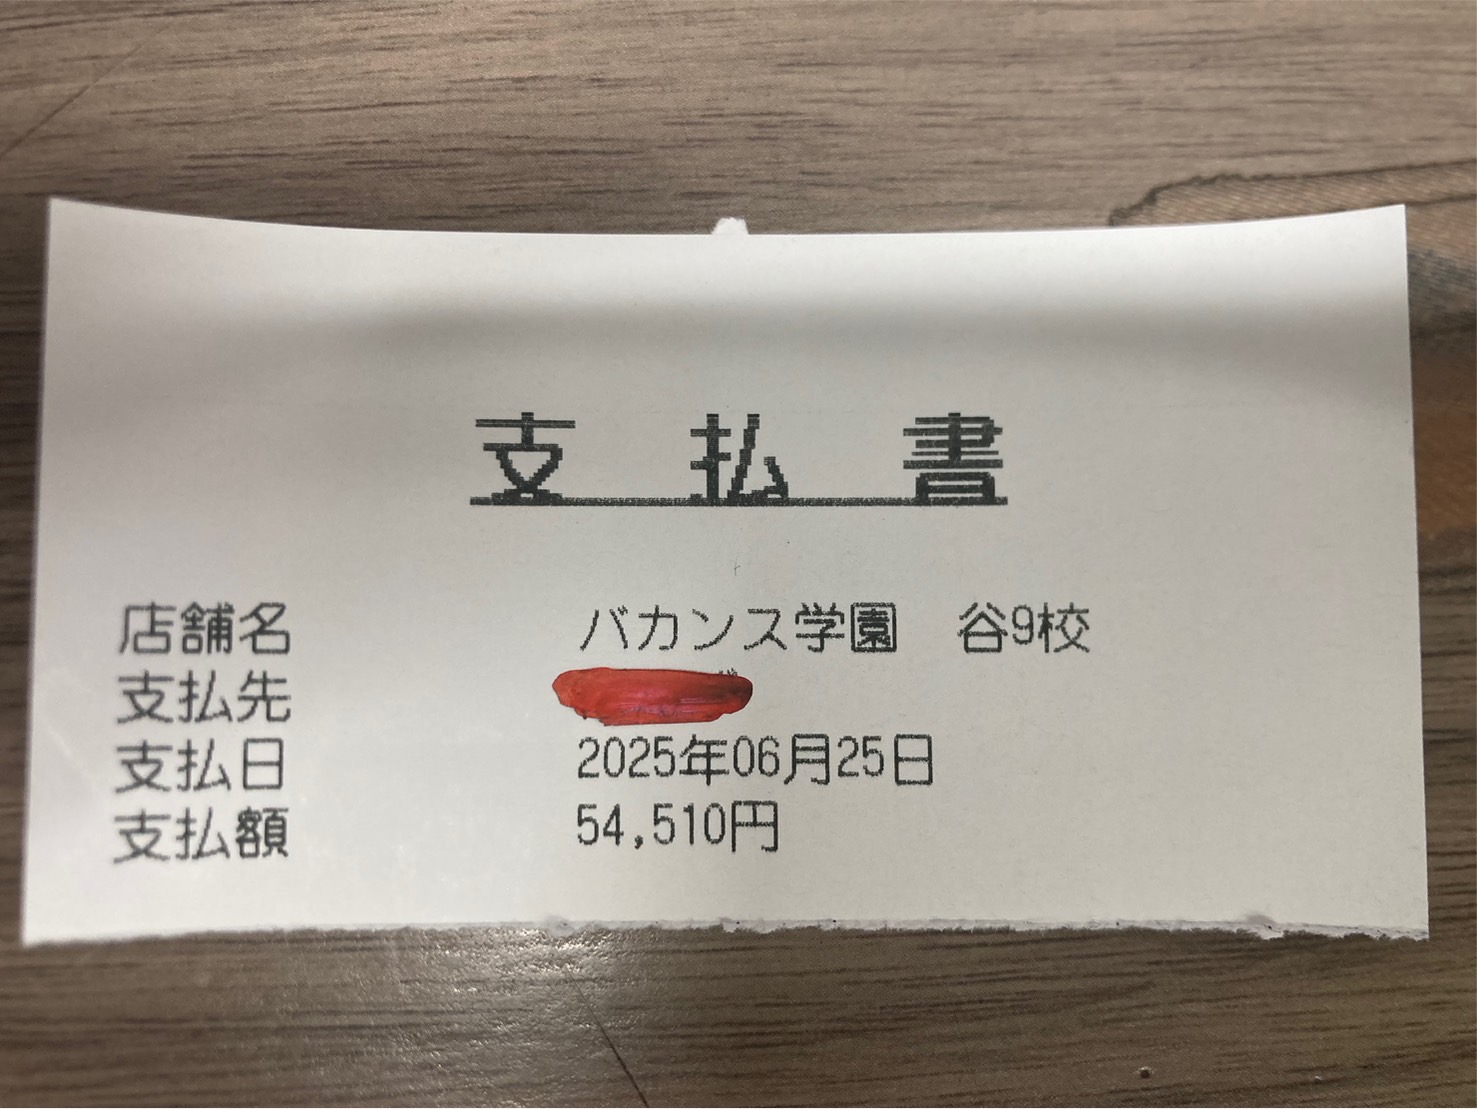 支払書
店舗名 バカンス学園 谷9校
支払先
支払日 2025年06月25日
支払額 54,510円